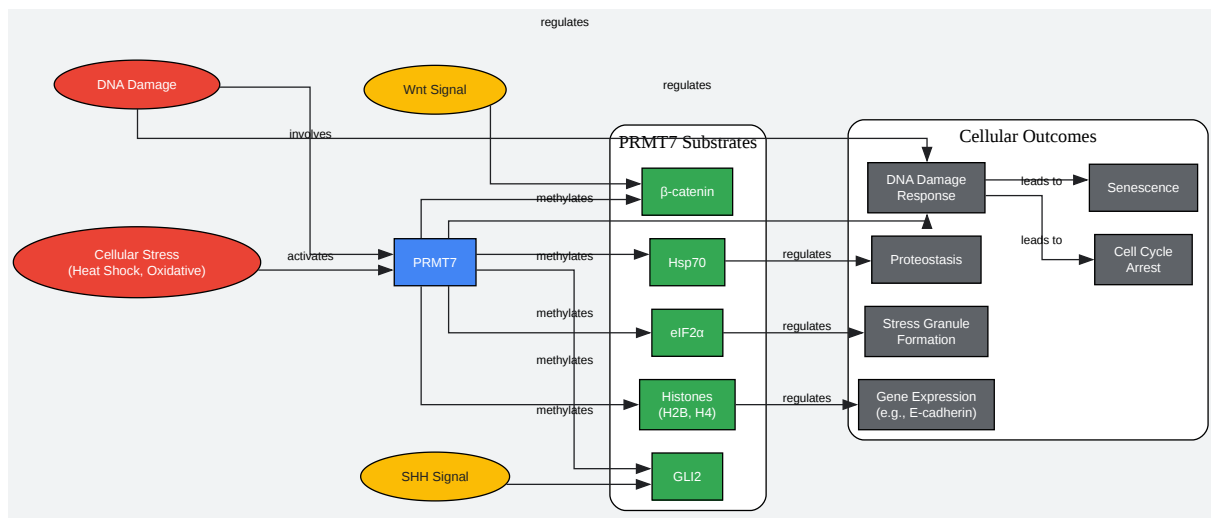 regulates
DNA Damage
Wnt Signal
regulates
involves
PRMT7 Substrates
Cellular Outcomes
β-catenin
methylates
DNA Damage
Response
leads to
Senescence
leads to
Cellular Stress
(Heat Shock, Oxidative)
activates
PRMT7
methylates
Hsp70
regulates
Proteostasis
Cell Cycle
Arrest
methylates
eIF2α
regulates
Stress Granule
Formation
methylates
methylates
Histones
(H2B, H4)
regulates
Gene Expression
(e.g., E-cadherin)
SHH Signal
GLI2